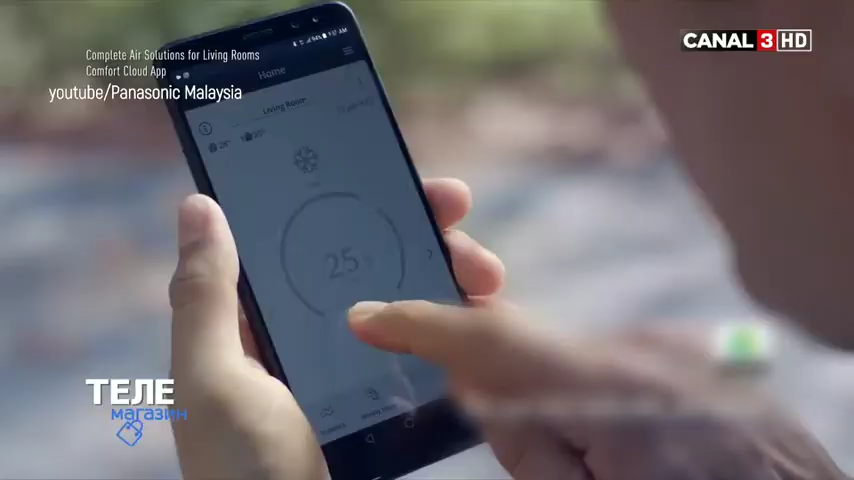 Complete Air Solutions for Living Rooms
Comfort Cloud App
youtube/Panasonic Malaysia
CANAL 3 HD
Home
Living Room
25
ТЕЛЕ
магазин